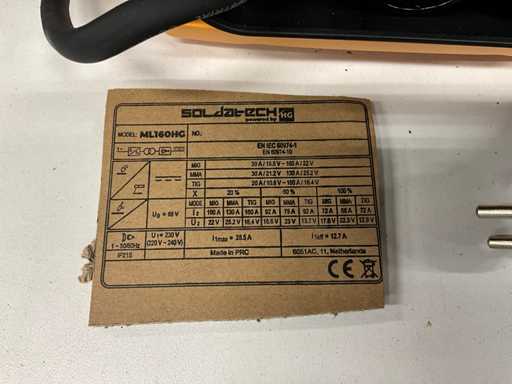 SOLDATECH HG
powered by
MODEL: ML160HG NO.:
EN IEC 60974-1
EN 60974-10
MIG 30 A / 15.5 V - 160 A / 22 V
MMA 30 A / 21.2 V - 130 A / 25.2 V
TIG 20 A / 10.8 V - 160 A / 16.4 V
X 20 % 60 % 100 %
MODE MIG MMA TIG MIG MMA TIG MIG MMA TIG
I2 160 A 130 A 160 A 92 A 75 A 92 A 72 A 58 A 72 A
U0 = 68 V
U2 22 V 25.2 V 16.4 V 18.6 V 23 V 13.7 V 17.6 V 22.3 V 12.9 V
1 ~ 50/60Hz
U1 = 230 V
(220 V - 240 V)
I1max = 28.5 A I1eff = 12.7 A
IP21S Made in PRC 6051AC, 11, Netherlands
CE